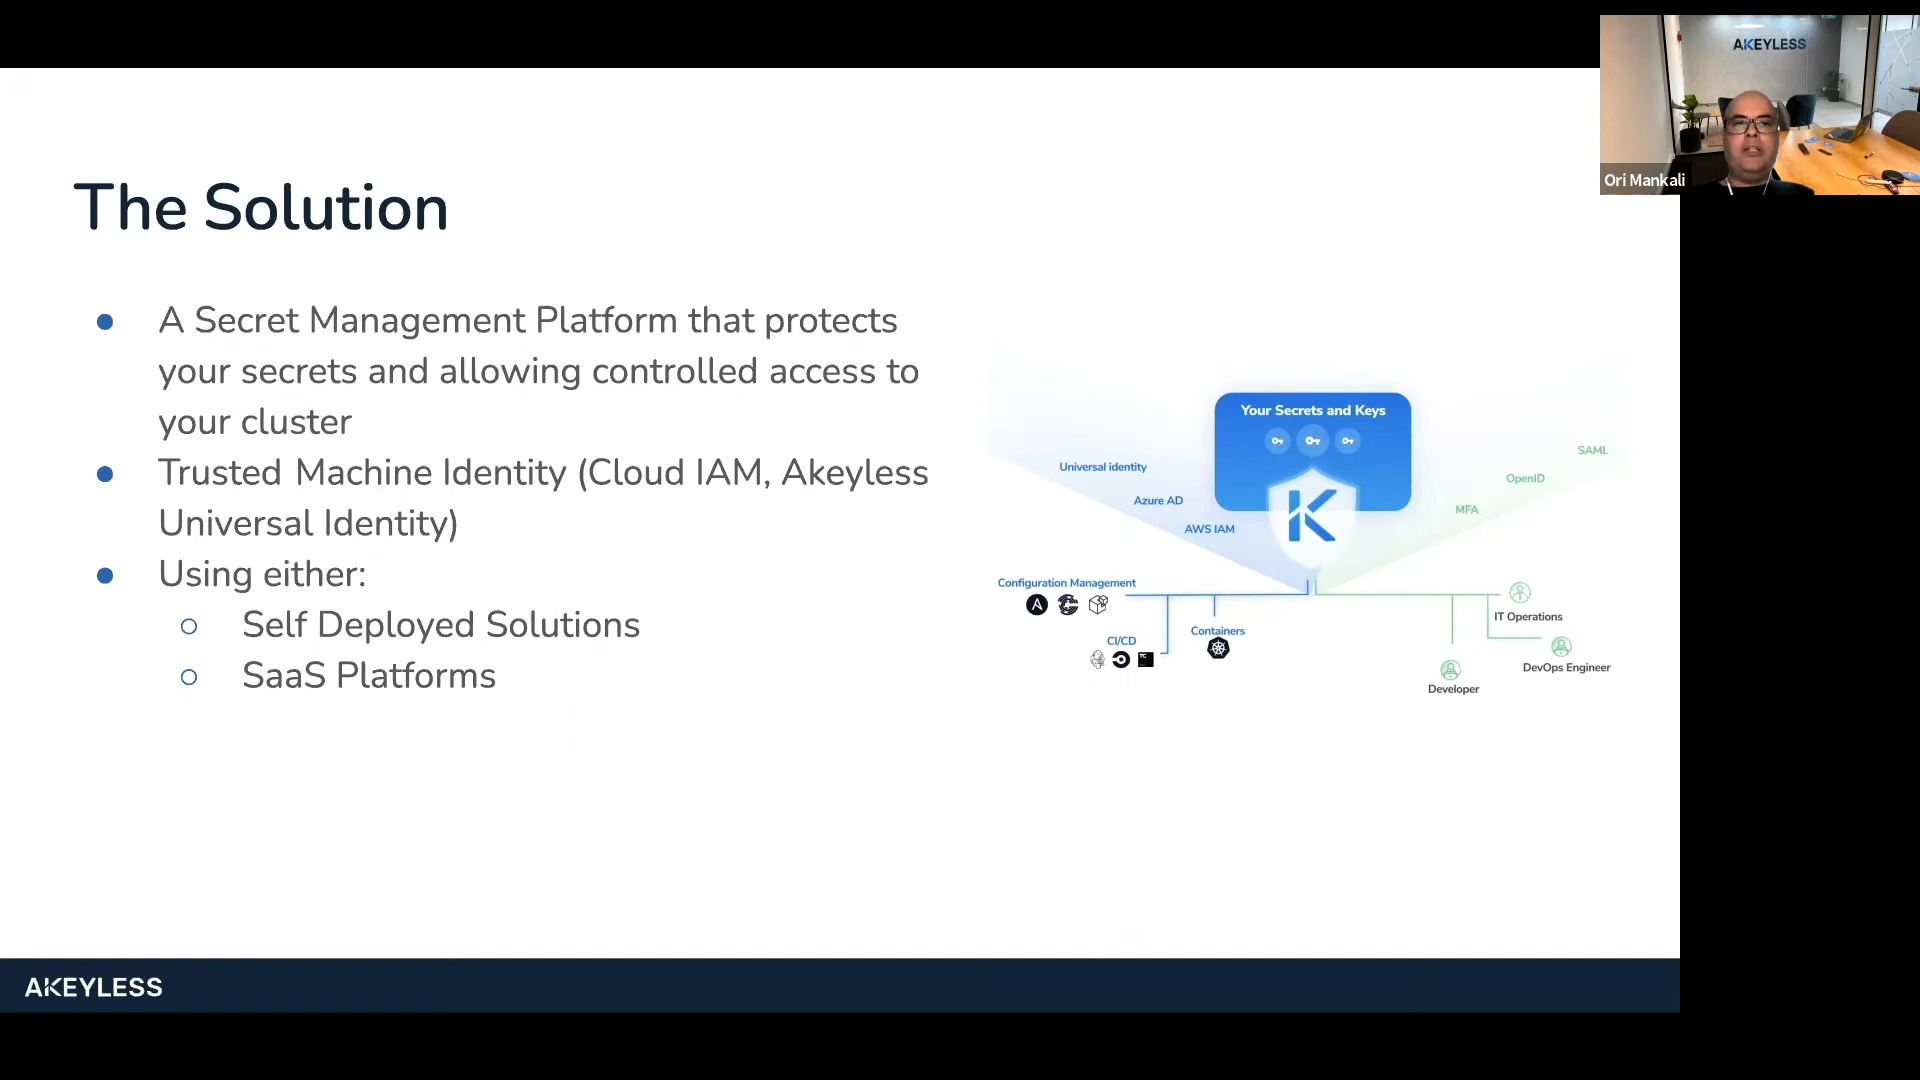 AKEYLESS
Ori Mankali
The Solution
● A Secret Management Platform that protects
your secrets and allowing controlled access to
your cluster
● Trusted Machine Identity (Cloud IAM, Akeyless
Universal Identity)
● Using either:
○ Self Deployed Solutions
○ SaaS Platforms
Your Secrets and Keys
Universal identity
Azure AD
AWS IAM
SAML
OpenID
MFA
Configuration Management
CI/CD
TC
Containers
IT Operations
DevOps Engineer
Developer
AKEYLESS